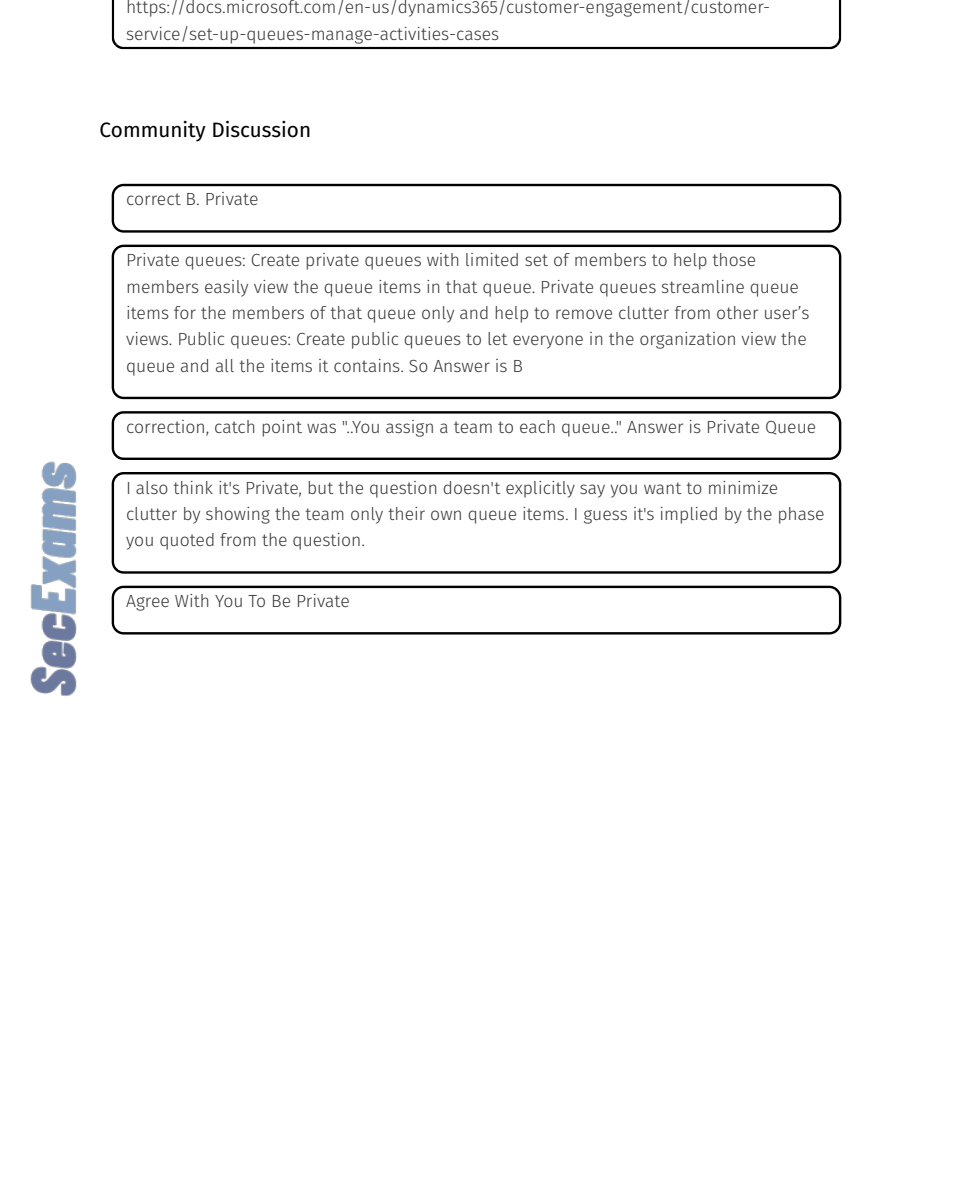 https://docs.microsoft.com/en-us/dynamics365/customer-engagement/customer-
service/set-up-queues-manage-activities-cases
Community Discussion
correct B. Private
Private queues: Create private queues with limited set of members to help those
members easily view the queue items in that queue. Private queues streamline queue
items for the members of that queue only and help to remove clutter from other user’s
views. Public queues: Create public queues to let everyone in the organization view the
queue and all the items it contains. So Answer is B
correction, catch point was "..You assign a team to each queue.." Answer is Private Queue
I also think it's Private, but the question doesn't explicitly say you want to minimize
clutter by showing the team only their own queue items. I guess it's implied by the phase
you quoted from the question.
Agree With You To Be Private
SecExams